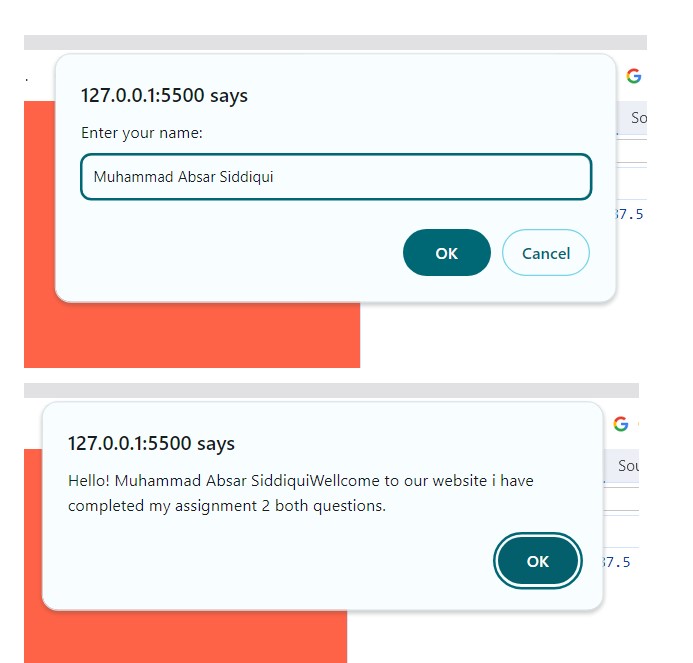 .
127.0.0.1:5500 says
G
Enter your name:
So
Muhammad Absar Siddiqui
37.5
OK Cancel
127.0.0.1:5500 says
G
Hello! Muhammad Absar SiddiquiWellcome to our website i have
Sou
completed my assignment 2 both questions.
37.5
OK